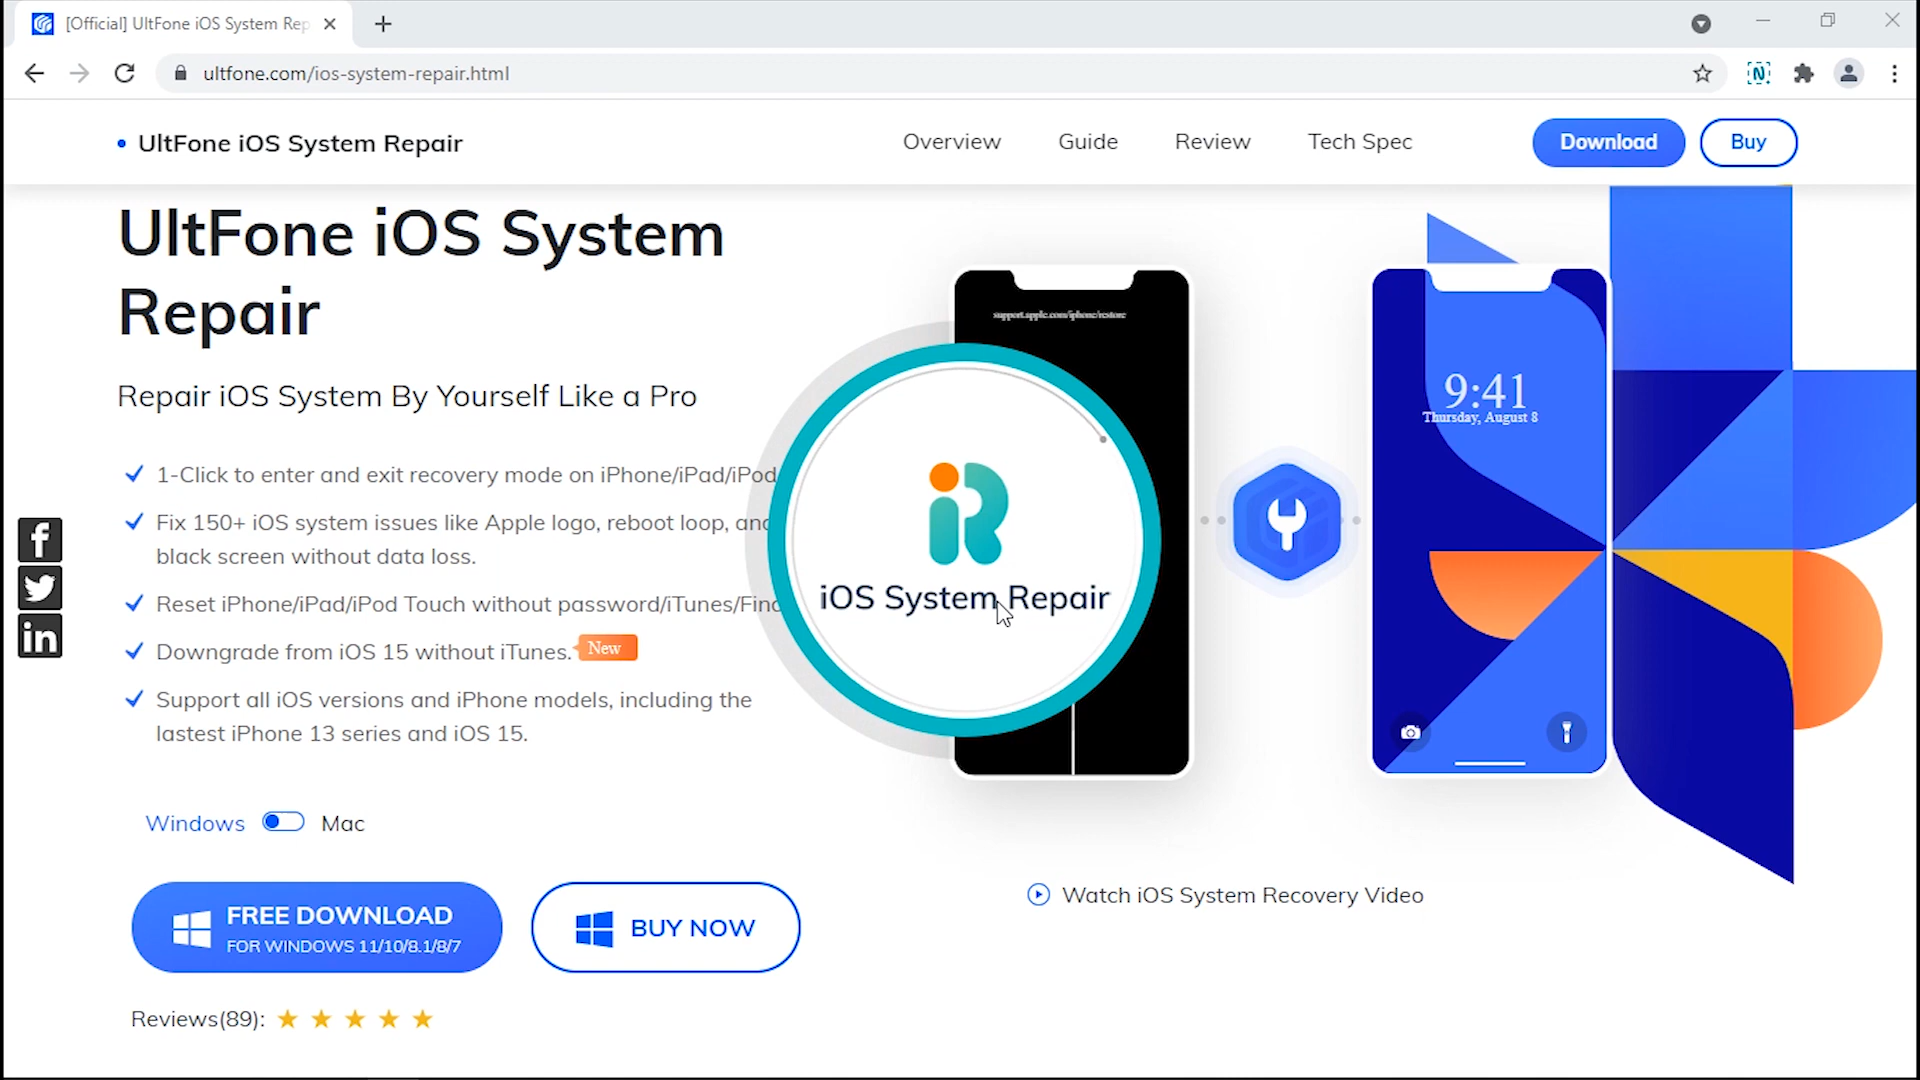 [Official] UltFone iOS System Rep
ultfone.com/ios-system-repair.html
UltFone iOS System Repair
Overview
Guide
Review
Tech Spec
Download
Buy
UltFone iOS System
Repair
Repair iOS System By Yourself Like a Pro
1-Click to enter and exit recovery mode on iPhone/iPad/iPod
Fix 150+ iOS system issues like Apple logo, reboot loop, and
black screen without data loss.
Reset iPhone/iPad/iPod Touch without password/iTunes/Find
Downgrade from iOS 15 without iTunes.
New
Support all iOS versions and iPhone models, including the
lastest iPhone 13 series and iOS 15.
Windows
Mac
FREE DOWNLOAD
FOR WINDOWS 11/10/8.1/8/7
BUY NOW
Reviews(89):
support.apple.com/iphone/restore
iR
iOS System Repair
9:41
Thursday, August 8
Watch iOS System Recovery Video